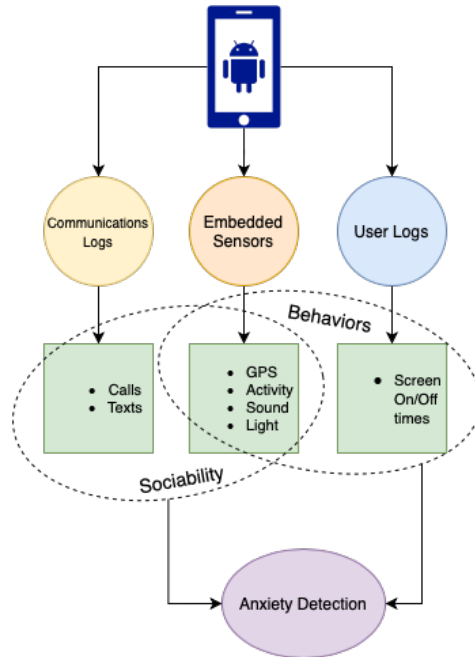 Communications
Logs
Embedded
Sensors
User Logs
Behaviors
• Calls
• Texts
• GPS
• Activity
• Sound
• Light
• Screen
On/Off
times
Sociability
Anxiety Detection